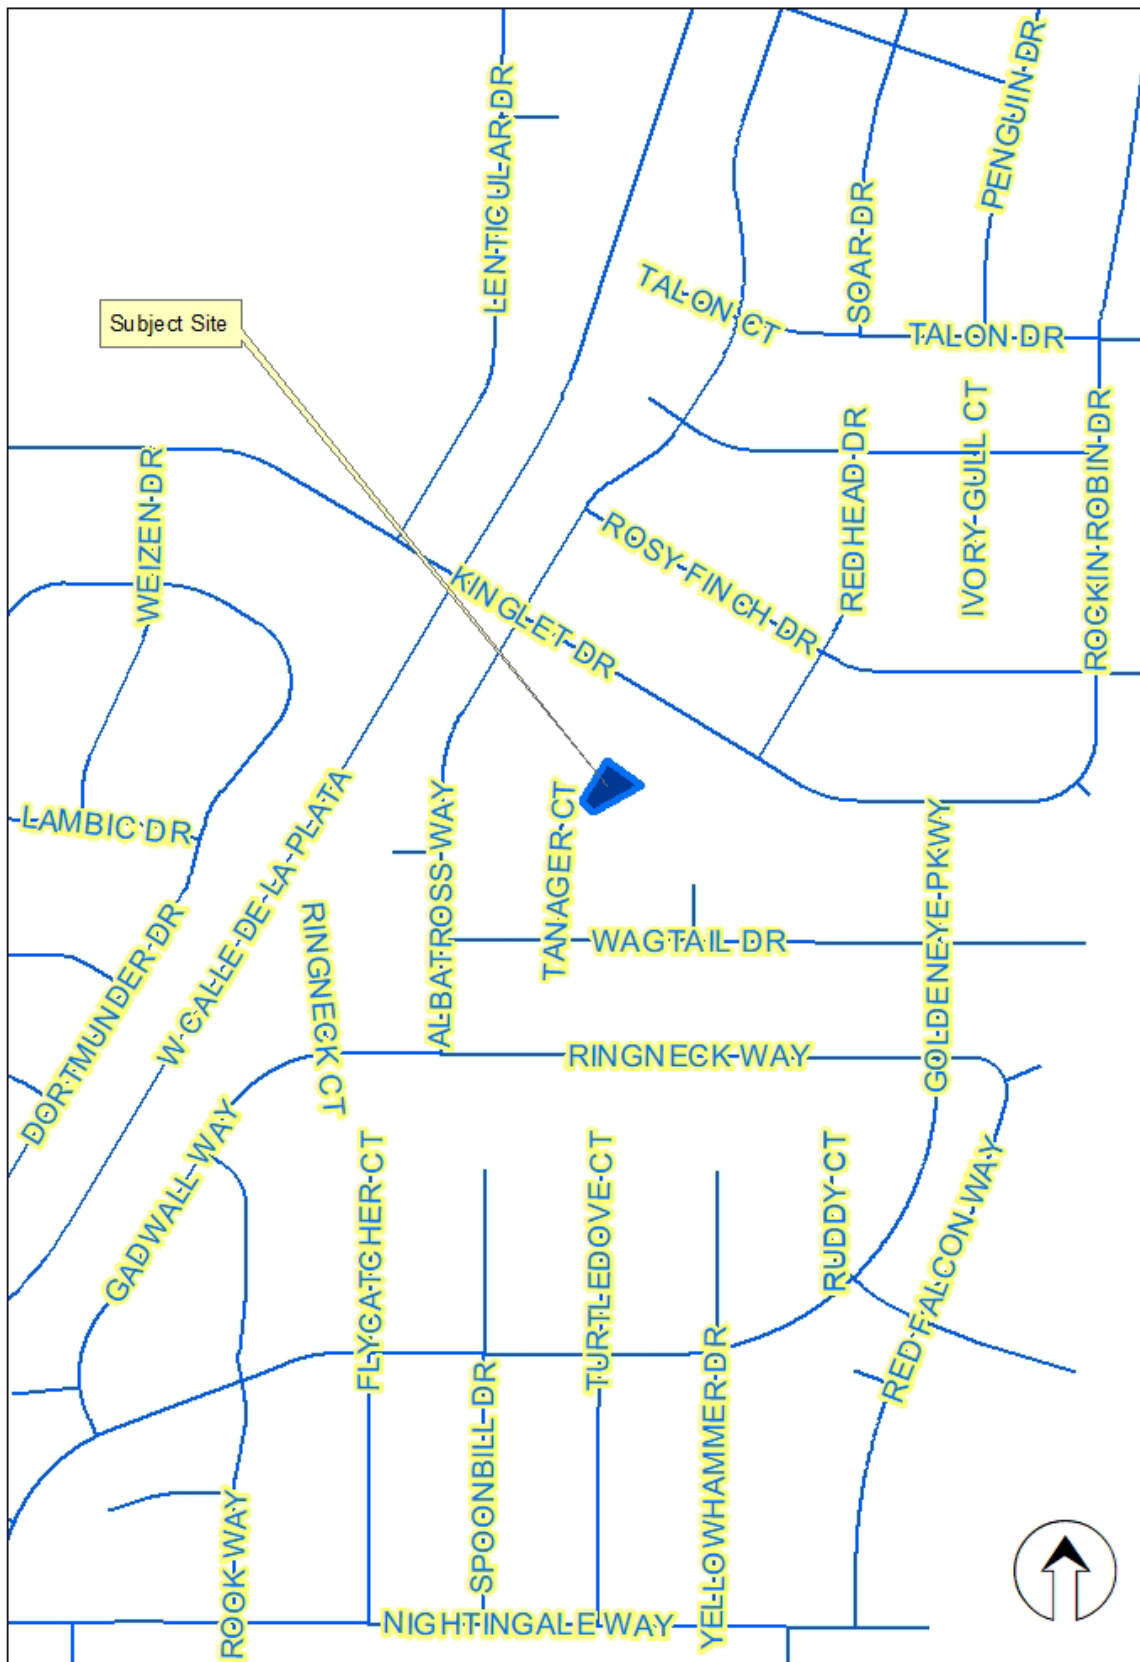 PENGUIN DR
LENTICULAR DR
SOAR DR
TALON CT
TALON DR
Subject Site
IVORY GULL CT
REDHEAD DR
ROCKIN ROBIN DR
WEIZEN DR
ROSY FINCH DR
KINGLET DR
LAMBIC DR
W CALLE DE LA PLATA
ALBATROSS WAY
TANAGER CT
GOLDENEYE PKWY
DORTMUNDER DR
RINGNECK CT
WAGTAIL DR
RINGNECK WAY
GADWALL WAY
FLYCATCHER CT
TURTLEDOVE CT
RUDDY CT
RED FALCON WAY
SPOONBILL DR
YELLOWHAMMER DR
ROOK WAY
NIGHTINGALE WAY